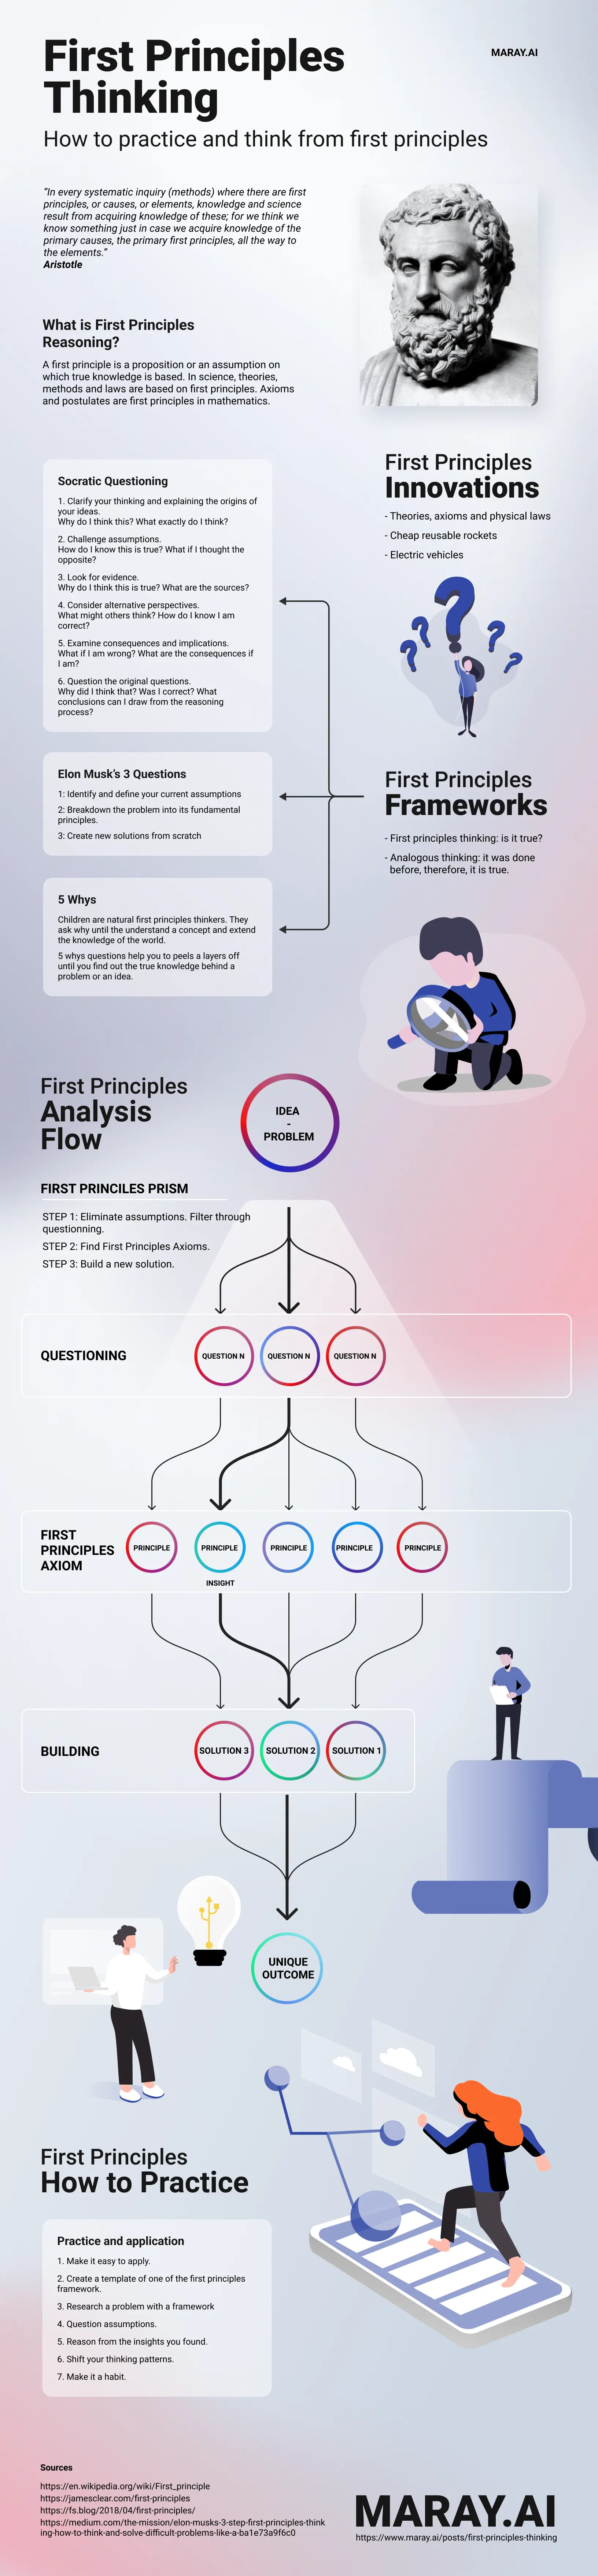 First Principles
Thinking
MARAY.AI
How to practice and think from first principles
“In every systematic inquiry (methods) where there are first
principles, or causes, or elements, knowledge and science
result from acquiring knowledge of these; for we think we
know something just in case we acquire knowledge of the
primary causes, the primary first principles, all the way to
the elements.”
Aristotle
What is First Principles
Reasoning?
A first principle is a proposition or an assumption on
which true knowledge is based. In science, theories,
methods and laws are based on first principles. Axioms
and postulates are first principles in mathematics.
First Principles
Innovations
- Theories, axioms and physical laws
- Cheap reusable rockets
- Electric vehicles
Socratic Questioning
1. Clarify your thinking and explaining the origins of
your ideas.
Why do I think this? What exactly do I think?
2. Challenge assumptions.
How do I know this is true? What if I thought the
opposite?
3. Look for evidence.
Why do I think this is true? What are the sources?
4. Consider alternative perspectives.
What might others think? How do I know I am
correct?
5. Examine consequences and implications.
What if I am wrong? What are the consequences if
I am?
6. Question the original questions.
Why did I think that? Was I correct? What
conclusions can I draw from the reasoning
process?
First Principles
Frameworks
- First principles thinking: is it true?
- Analogous thinking: it was done
before, therefore, it is true.
Elon Musk’s 3 Questions
1: Identify and define your current assumptions
2: Breakdown the problem into its fundamental
principles.
3: Create new solutions from scratch
5 Whys
Children are natural first principles thinkers. They
ask why until the understand a concept and extend
the knowledge of the world.
5 whys questions help you to peels a layers off
until you find out the true knowledge behind a
problem or an idea.
First Principles
Analysis
Flow
IDEA
-
PROBLEM
FIRST PRINCILES PRISM
STEP 1: Eliminate assumptions. Filter through
questionning.
STEP 2: Find First Principles Axioms.
STEP 3: Build a new solution.
QUESTIONING
QUESTION N
QUESTION N
QUESTION N
FIRST
PRINCIPLES
AXIOM
PRINCIPLE
PRINCIPLE
PRINCIPLE
PRINCIPLE
PRINCIPLE
INSIGHT
BUILDING
SOLUTION 3
SOLUTION 2
SOLUTION 1
UNIQUE
OUTCOME
First Principles
How to Practice
Practice and application
1. Make it easy to apply.
2. Create a template of one of the first principles
framework.
3. Research a problem with a framework
4. Question assumptions.
5. Reason from the insights you found.
6. Shift your thinking patterns.
7. Make it a habit.
Sources
https://en.wikipedia.org/wiki/First_principle
https://jamesclear.com/first-principles
https://fs.blog/2018/04/first-principles/
https://medium.com/the-mission/elon-musks-3-step-first-principles-think
ing-how-to-think-and-solve-difficult-problems-like-a-ba1e73a9f6c0
MARAY.AI
https://www.maray.ai/posts/first-principles-thinking